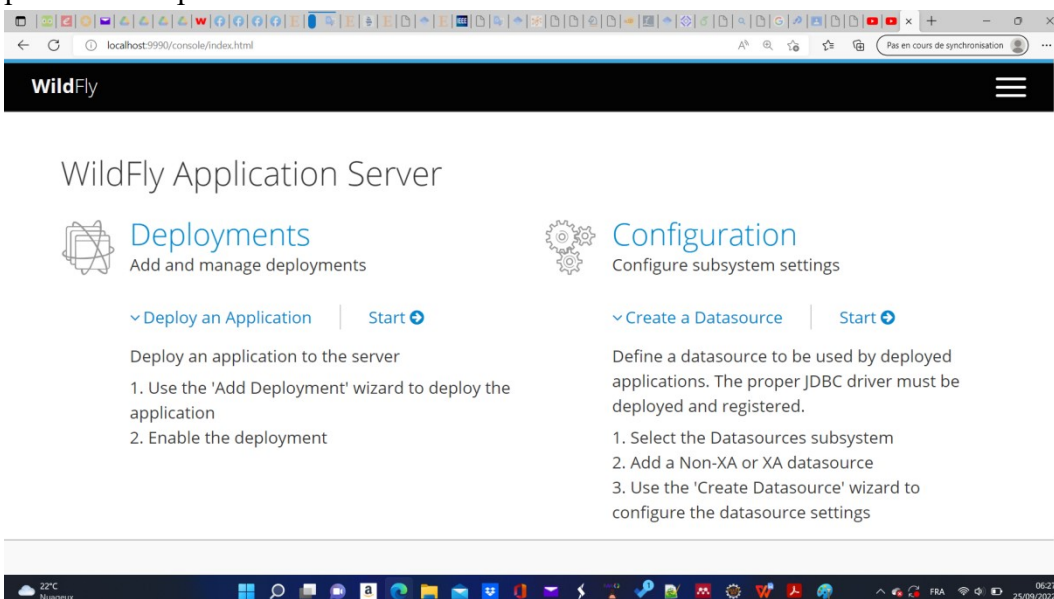 localhost:9990/console/index.html
Pas en cours de synchronisation
WildFly
WildFly Application Server
Deployments
Add and manage deployments
Deploy an Application
Start
Deploy an application to the server
1. Use the 'Add Deployment' wizard to deploy the
application
2. Enable the deployment
Configuration
Configure subsystem settings
Create a Datasource
Start
Define a datasource to be used by deployed
applications. The proper JDBC driver must be
deployed and registered.
1. Select the Datasources subsystem
2. Add a Non-XA or XA datasource
3. Use the 'Create Datasource' wizard to
configure the datasource settings
22°C
Nuageux
FRA
06:27
25/09/2022